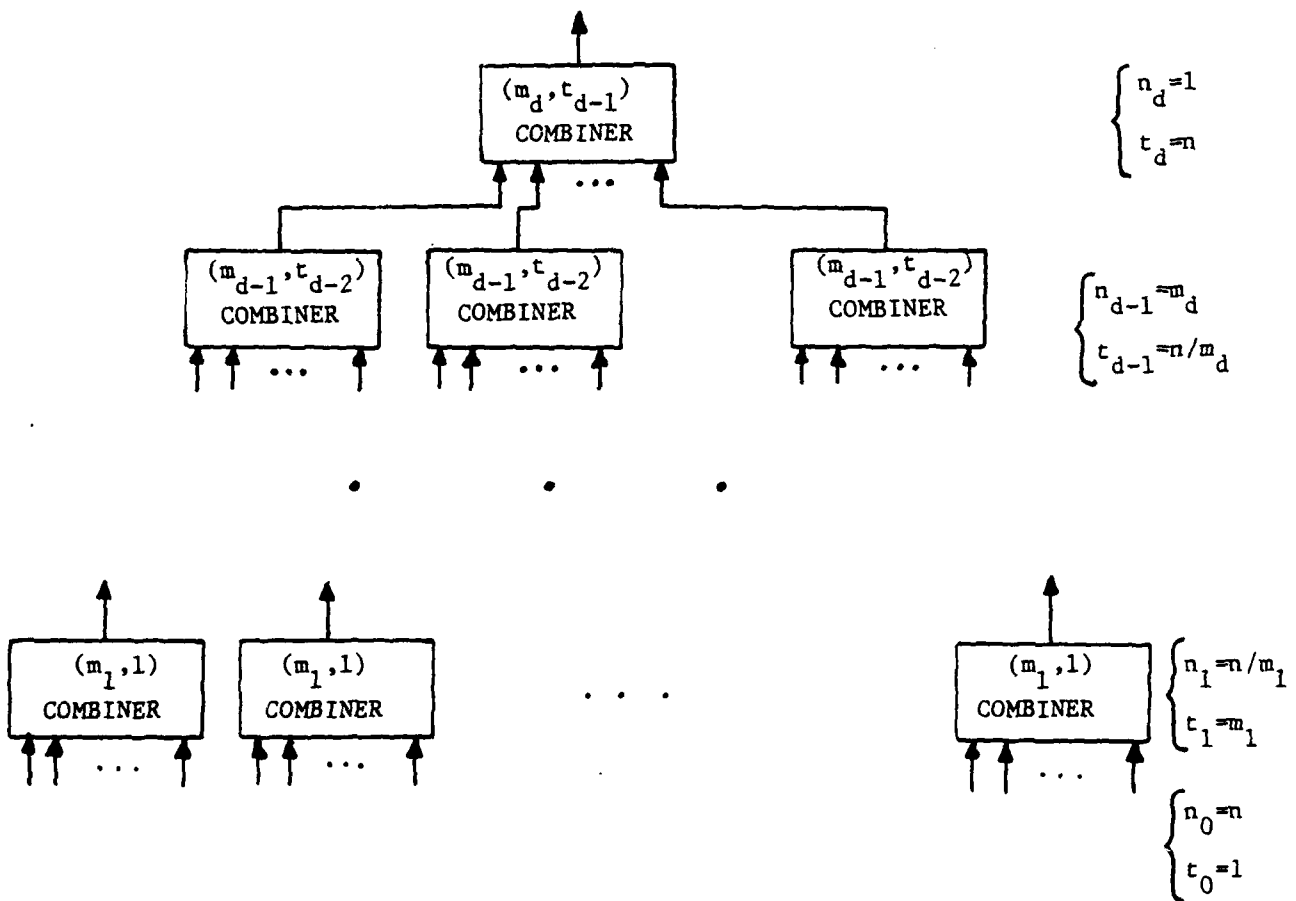 (m_d,t_{d-1})
COMBINER
n_d=1
t_d=n
(m_{d-1},t_{d-2})
COMBINER
(m_{d-1},t_{d-2})
COMBINER
(m_{d-1},t_{d-2})
COMBINER
n_{d-1}=m_d
t_{d-1}=n/m_d
(m_1,1)
COMBINER
(m_1,1)
COMBINER
(m_1,1)
COMBINER
n_1=n/m_1
t_1=m_1
n_0=n
t_0=1